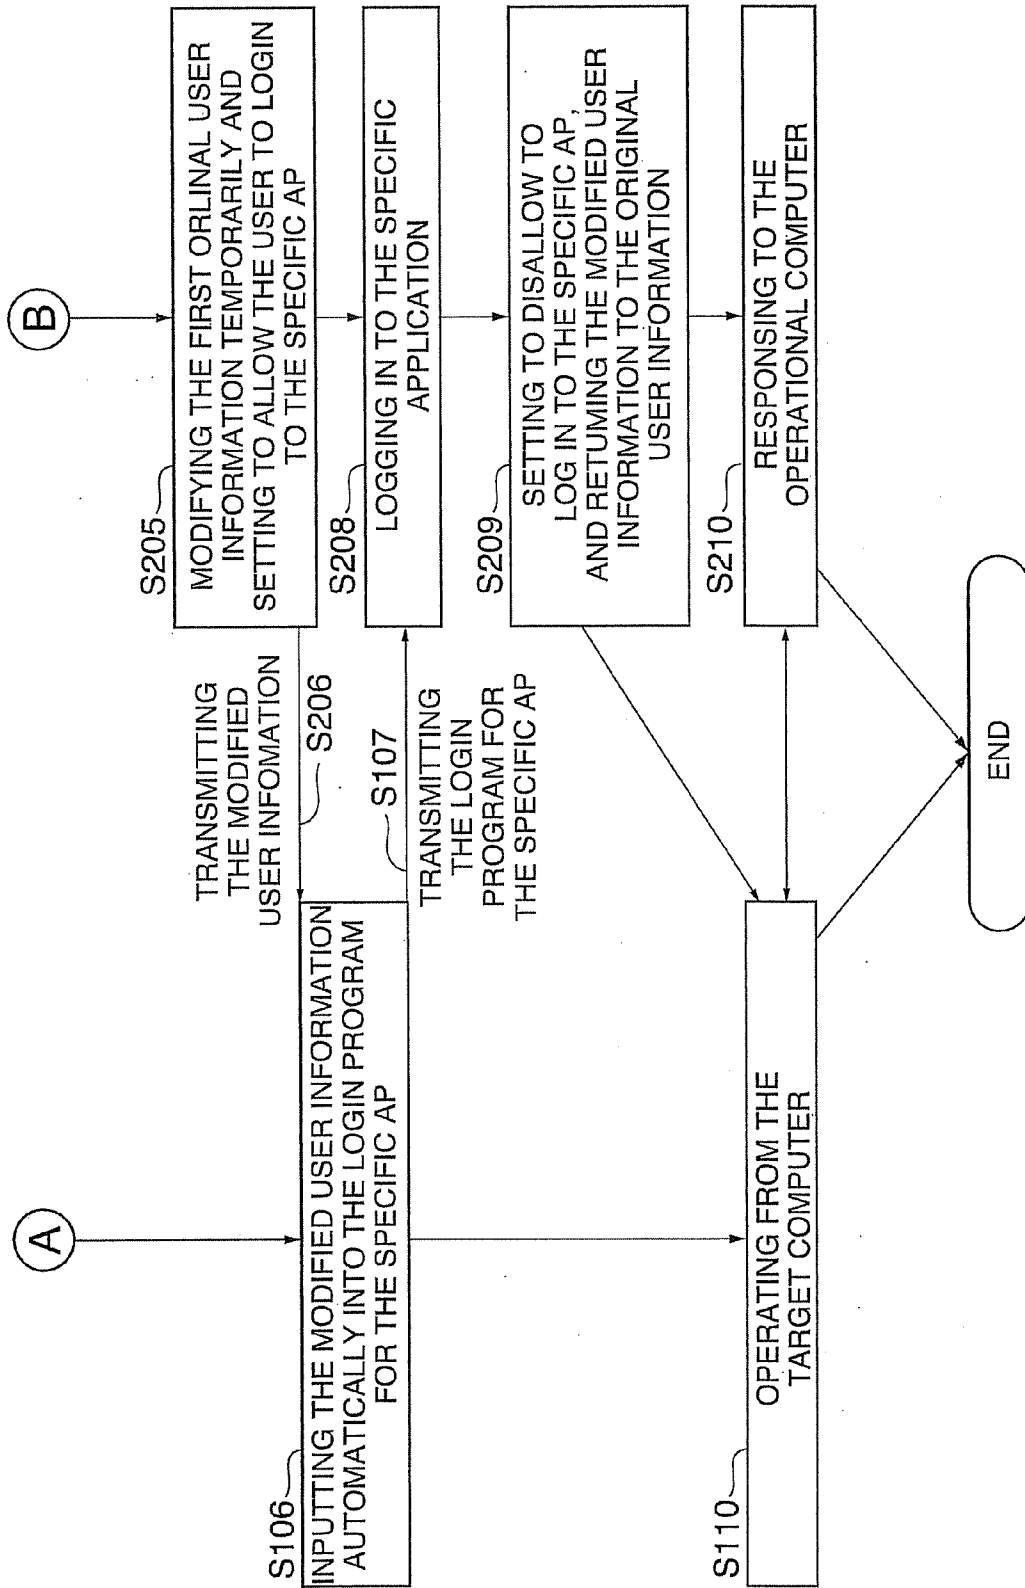 A
B
S205
MODIFYING THE FIRST ORLINAL USER
INFORMATION TEMPORARILY AND
SETTING TO ALLOW THE USER TO LOGIN
TO THE SPECIFIC AP
TRANSMITTING
THE MODIFIED
USER INFOMATION
S206
S106
INPUTTING THE MODIFIED USER INFORMATION
AUTOMATICALLY INTO THE LOGIN PROGRAM
FOR THE SPECIFIC AP
S107
TRANSMITTING
THE LOGIN
PROGRAM FOR
THE SPECIFIC AP
S208
LOGGING IN TO THE SPECIFIC
APPLICATION
S209
SETTING TO DISALLOW TO
LOG IN TO THE SPECIFIC AP,
AND RETUMING THE MODIFIED USER
INFORMATION TO THE ORIGINAL
USER INFORMATION
S110
OPERATING FROM THE
TARGET COMPUTER
S210
RESPONSING TO THE
OPERATIONAL COMPUTER
END